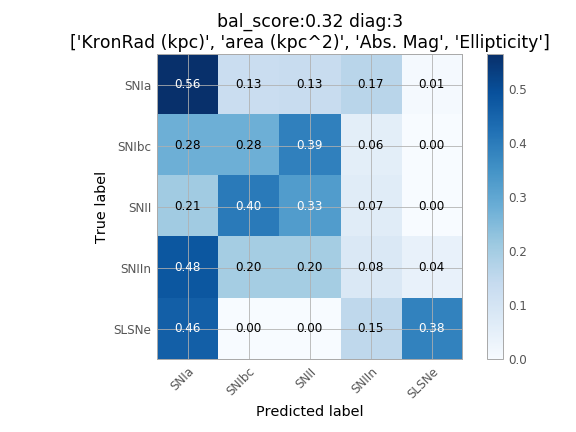 bal_score:0.32 diag:3
['KronRad (kpc)', 'area (kpc^2)', 'Abs. Mag', 'Ellipticity']
SNIa 0.56 0.13 0.13 0.17 0.01
SNIbc 0.28 0.28 0.39 0.06 0.00
SNII 0.21 0.40 0.33 0.07 0.00
SNIIn 0.48 0.20 0.20 0.08 0.04
SLSNe 0.46 0.00 0.00 0.15 0.38
True label
SNIa SNIbc SNII SNIIn SLSNe
Predicted label
0.5
0.4
0.3
0.2
0.1
0.0